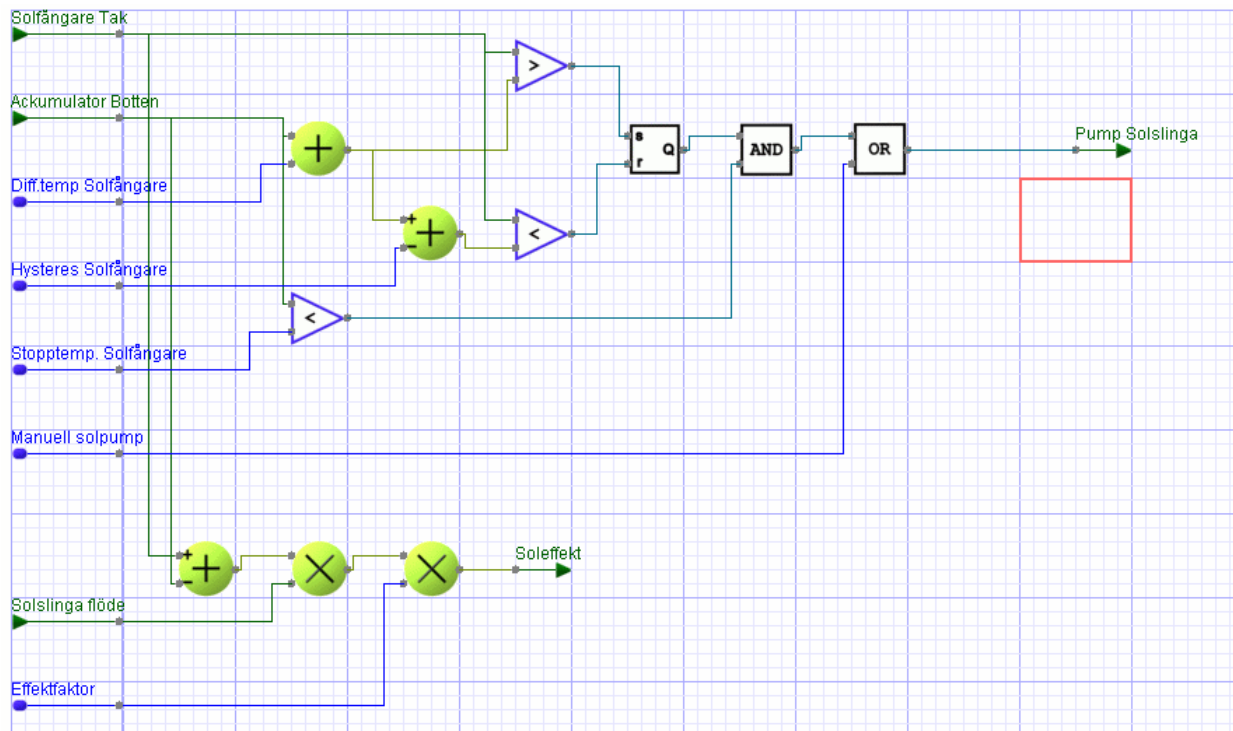 Solfångare Tak
>
Ackumulator Botten
Pump Solslinga
s
Q
r
AND
OR
Diff.temp Solfångare
+
-
<
Hysteres Solfångare
<
Stopptemp. Solfångare
Manuell solpump
+
-
Soleffekt
Solslinga flöde
Effektfaktor